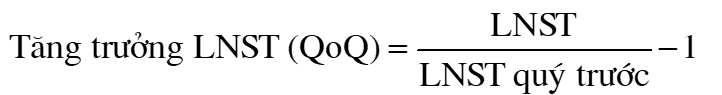 Tăng trưởng LNST (QoQ) = LNST / LNST quý trước − 1